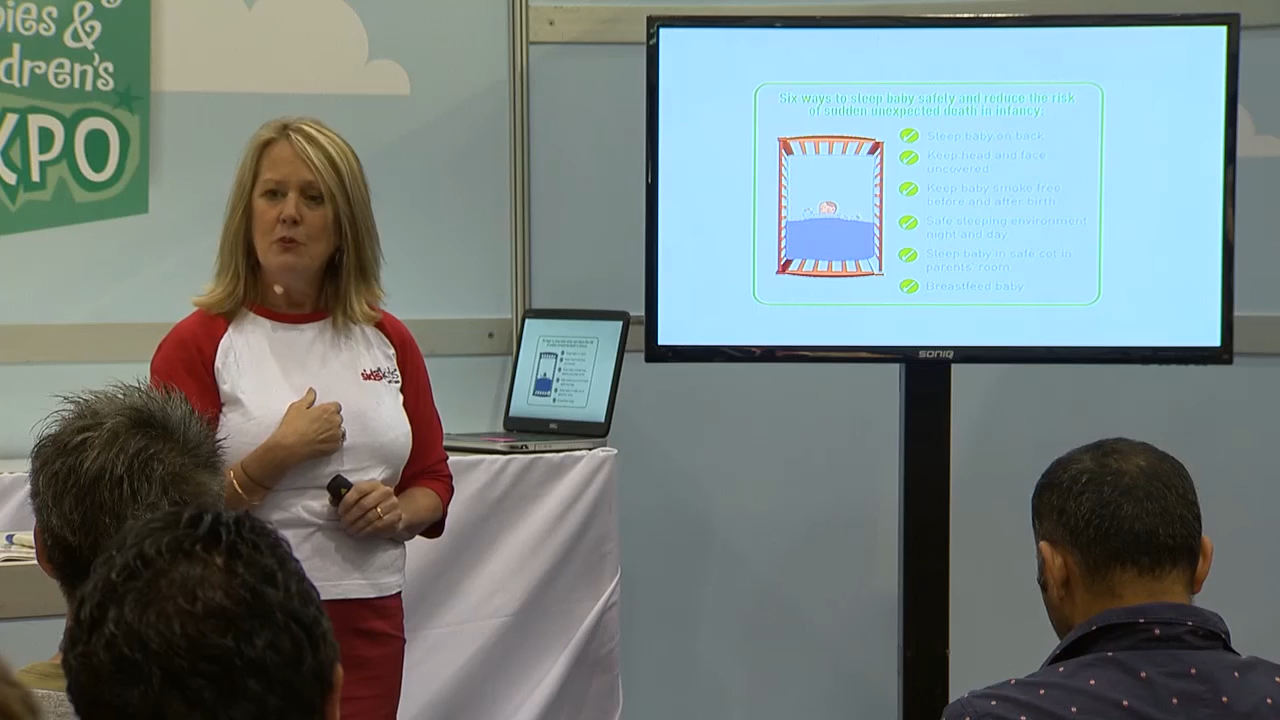 ies &
dren's
XPO
Six ways to sleep baby safely and reduce the risk
of sudden unexpected death in infancy:
Sleep baby on back
Keep head and face
uncovered
Keep baby smoke free
before and after birth
Safe sleeping environment
night and day
Sleep baby in safe cot in
parents' room
Breastfeed baby
SONIQ
sids kids